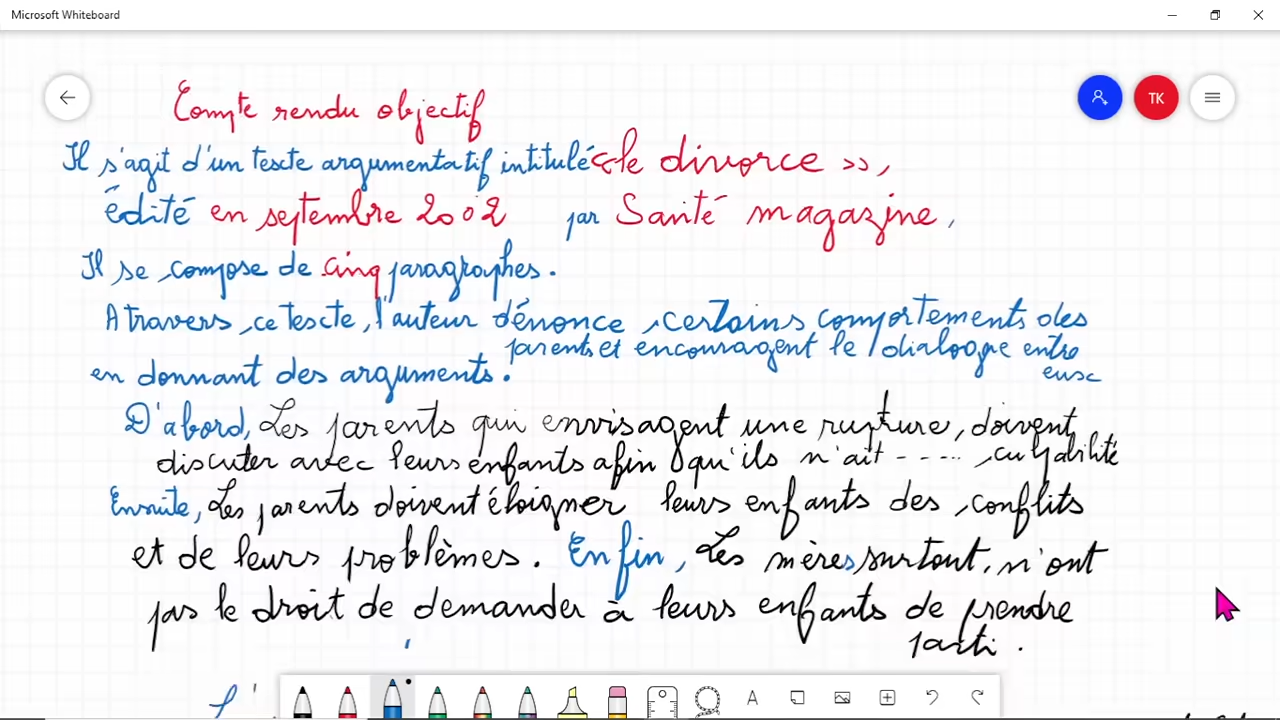 Microsoft Whiteboard
TK
Compte rendu objectif
Il s'agit d'un texte argumentatif intitulé <<le divorce >>,
édité en septembre 2002 par Santé magazine,
Il se compose de cinq paragraphes.
A travers ce texte, l'auteur dénonce certains comportements des
parents et encouragent le dialogue entre
eux
en donnant des arguments.
D'abord, Les parents qui envisagent une rupture, doivent
discuter avec leurs enfants afin qu'ils n'ait ---.... culpabilité
Ensuite, Les parents doivent éloigner leurs enfants des conflits
et de leurs problèmes. Enfin, Les mères surtout, n'ont
pas le droit de demander à leurs enfants de prendre
parti.
L'
A